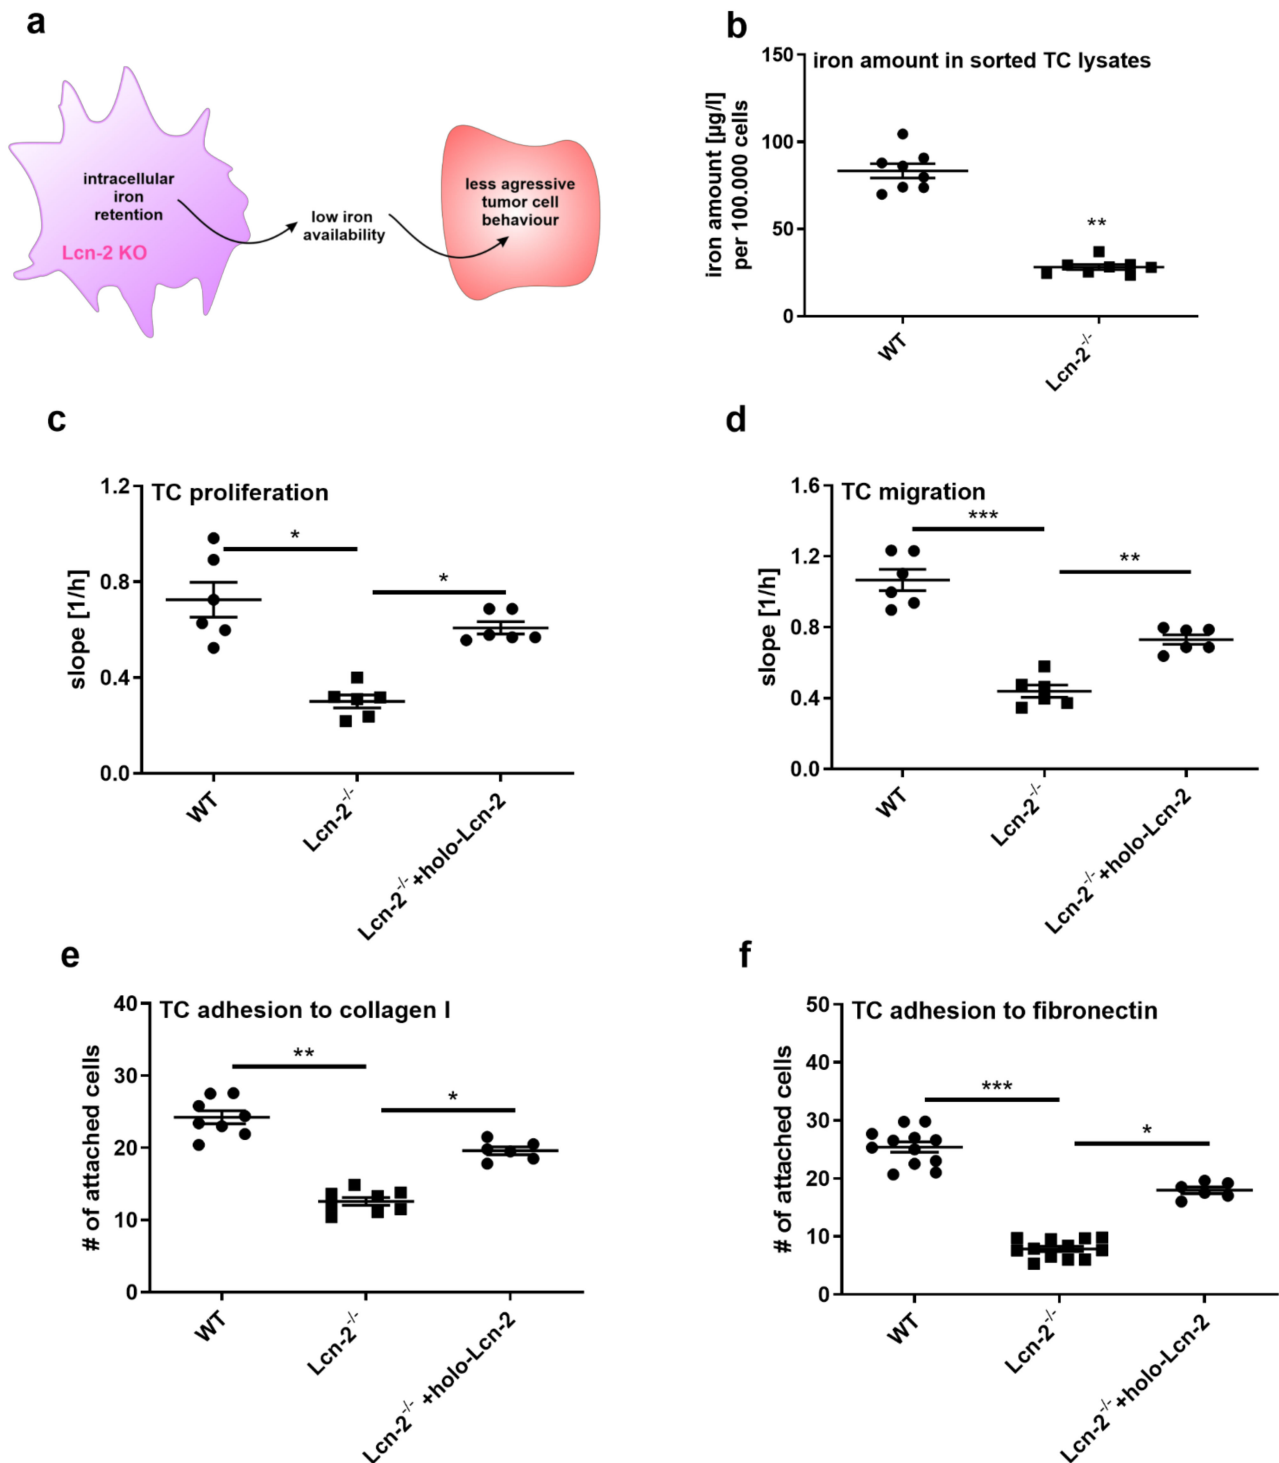 a
intracellular
iron
retention
Lcn-2 KO
low iron
availability
less agressive
tumor cell
behaviour
b
iron amount in sorted TC lysates
iron amount [µg/l]
per 100.000 cells
150
100
50
0
**
WT
Lcn-2-/-
c
TC proliferation
slope [1/h]
1.2
0.8
0.4
0.0
*
*
WT
Lcn-2-/-
Lcn-2-/-+holo-Lcn-2
d
TC migration
slope [1/h]
1.6
1.2
0.8
0.4
0.0
***
**
WT
Lcn-2-/-
Lcn-2-/-+holo-Lcn-2
e
TC adhesion to collagen I
# of attached cells
40
30
20
10
0
**
*
WT
Lcn-2-/-
Lcn-2-/- +holo-Lcn-2
f
TC adhesion to fibronectin
# of attached cells
50
40
30
20
10
0
***
*
WT
Lcn-2-/-
Lcn-2-/-+holo-Lcn-2